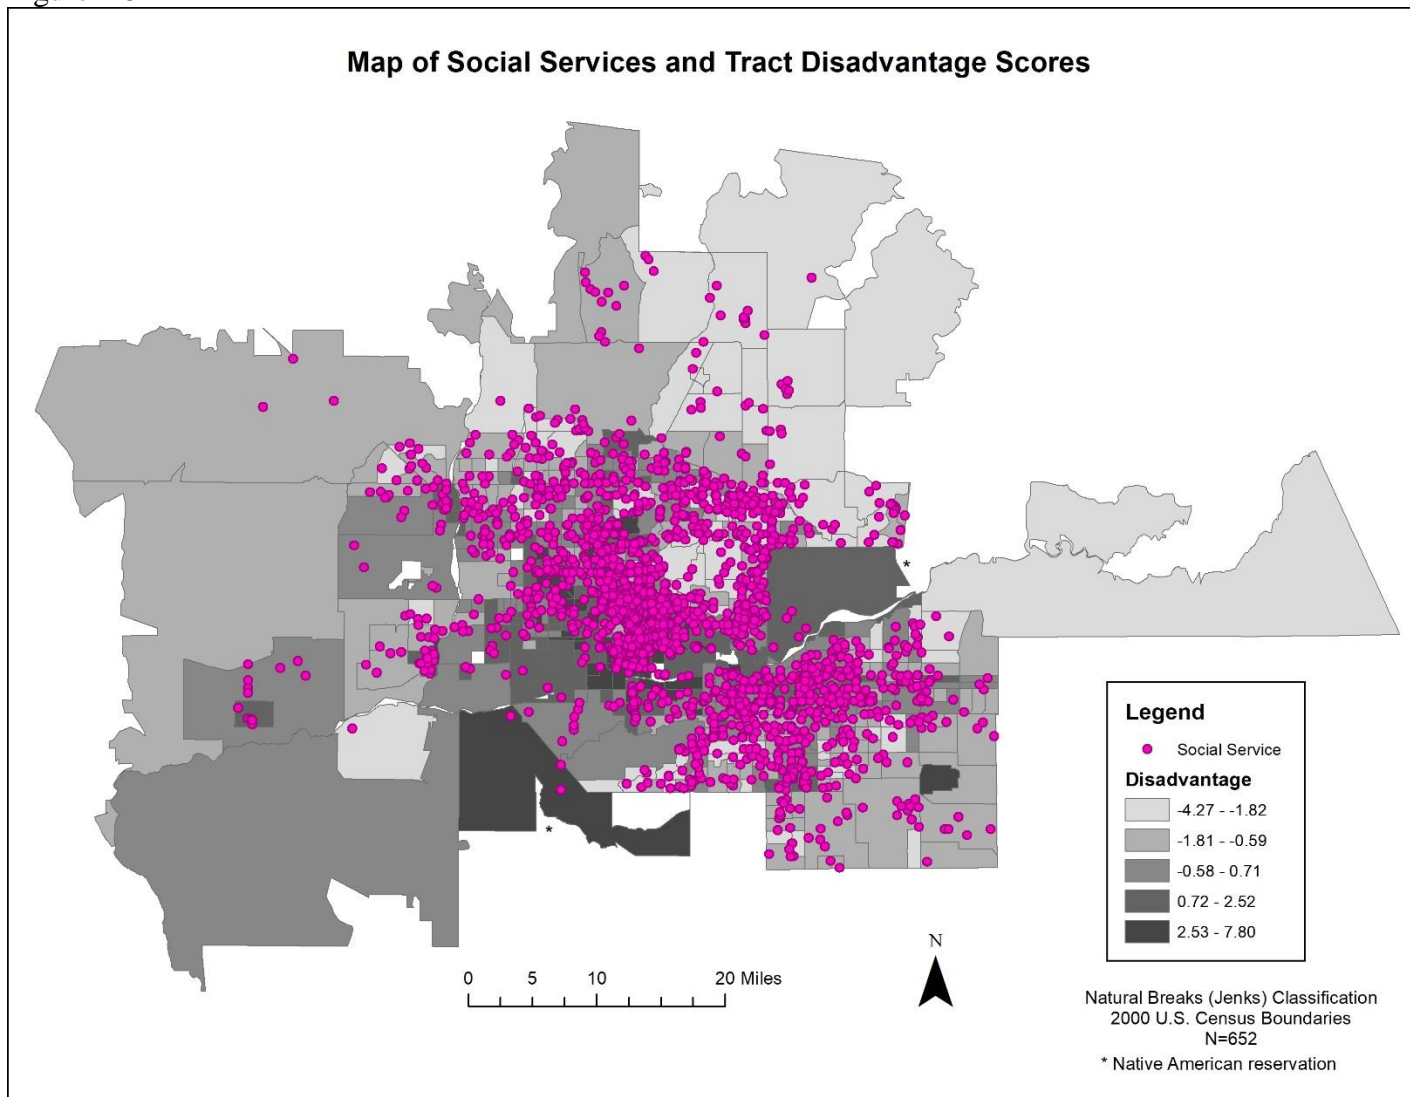 Map of Social Services and Tract Disadvantage Scores
*
*
Legend
Social Service
Disadvantage
-4.27 - -1.82
-1.81 - -0.59
-0.58 - 0.71
0.72 - 2.52
2.53 - 7.80
N
0 5 10 20 Miles
Natural Breaks (Jenks) Classification
2000 U.S. Census Boundaries
N=652
* Native American reservation